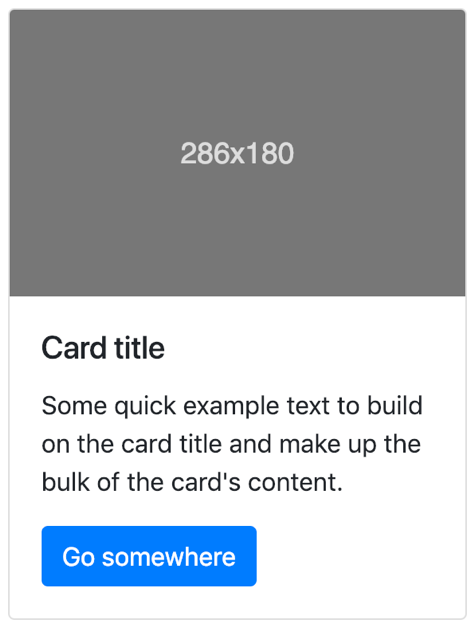 286x180
Card title
Some quick example text to build
on the card title and make up the
bulk of the card's content.
Go somewhere